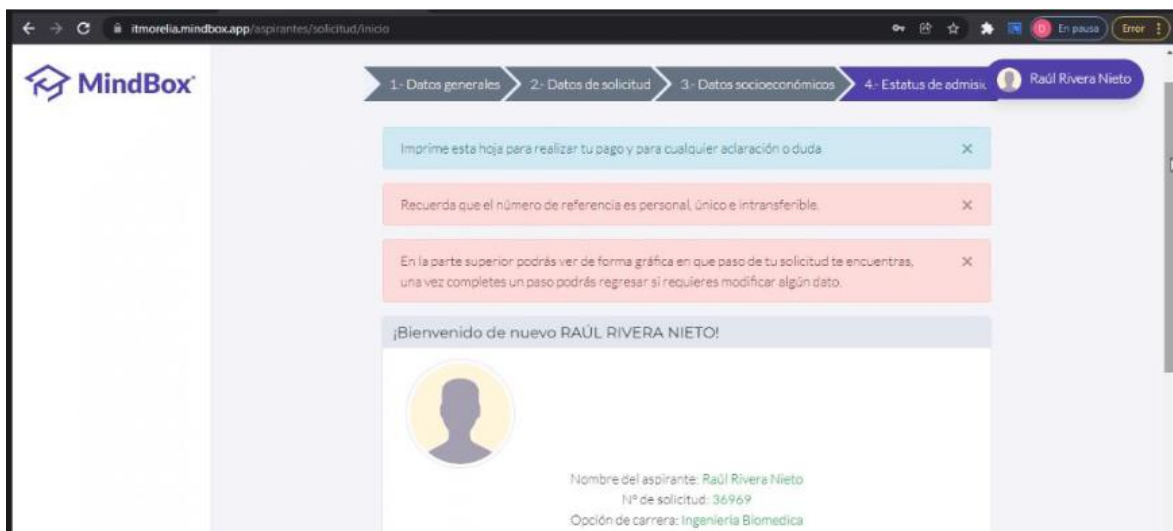 itmorelia.mindbox.app/aspirantes/solicitud/inicio
D En pausa Error
MindBox
1.- Datos generales 2.- Datos de solicitud 3.- Datos socioeconómicos 4.- Estatus de admisi Raúl Rivera Nieto
Imprime esta hoja para realizar tu pago y para cualquier aclaración o duda
Recuerda que el número de referencia es personal, único e intransferible.
En la parte superior podrás ver de forma gráfica en que paso de tu solicitud te encuentras,
una vez completes un paso podrás regresar si requieres modificar algún dato.
¡Bienvenido de nuevo RAÚL RIVERA NIETO!
Nombre del aspirante: Raúl Rivera Nieto
N° de solicitud: 36969
Opción de carrera: Ingenieria Biomedica